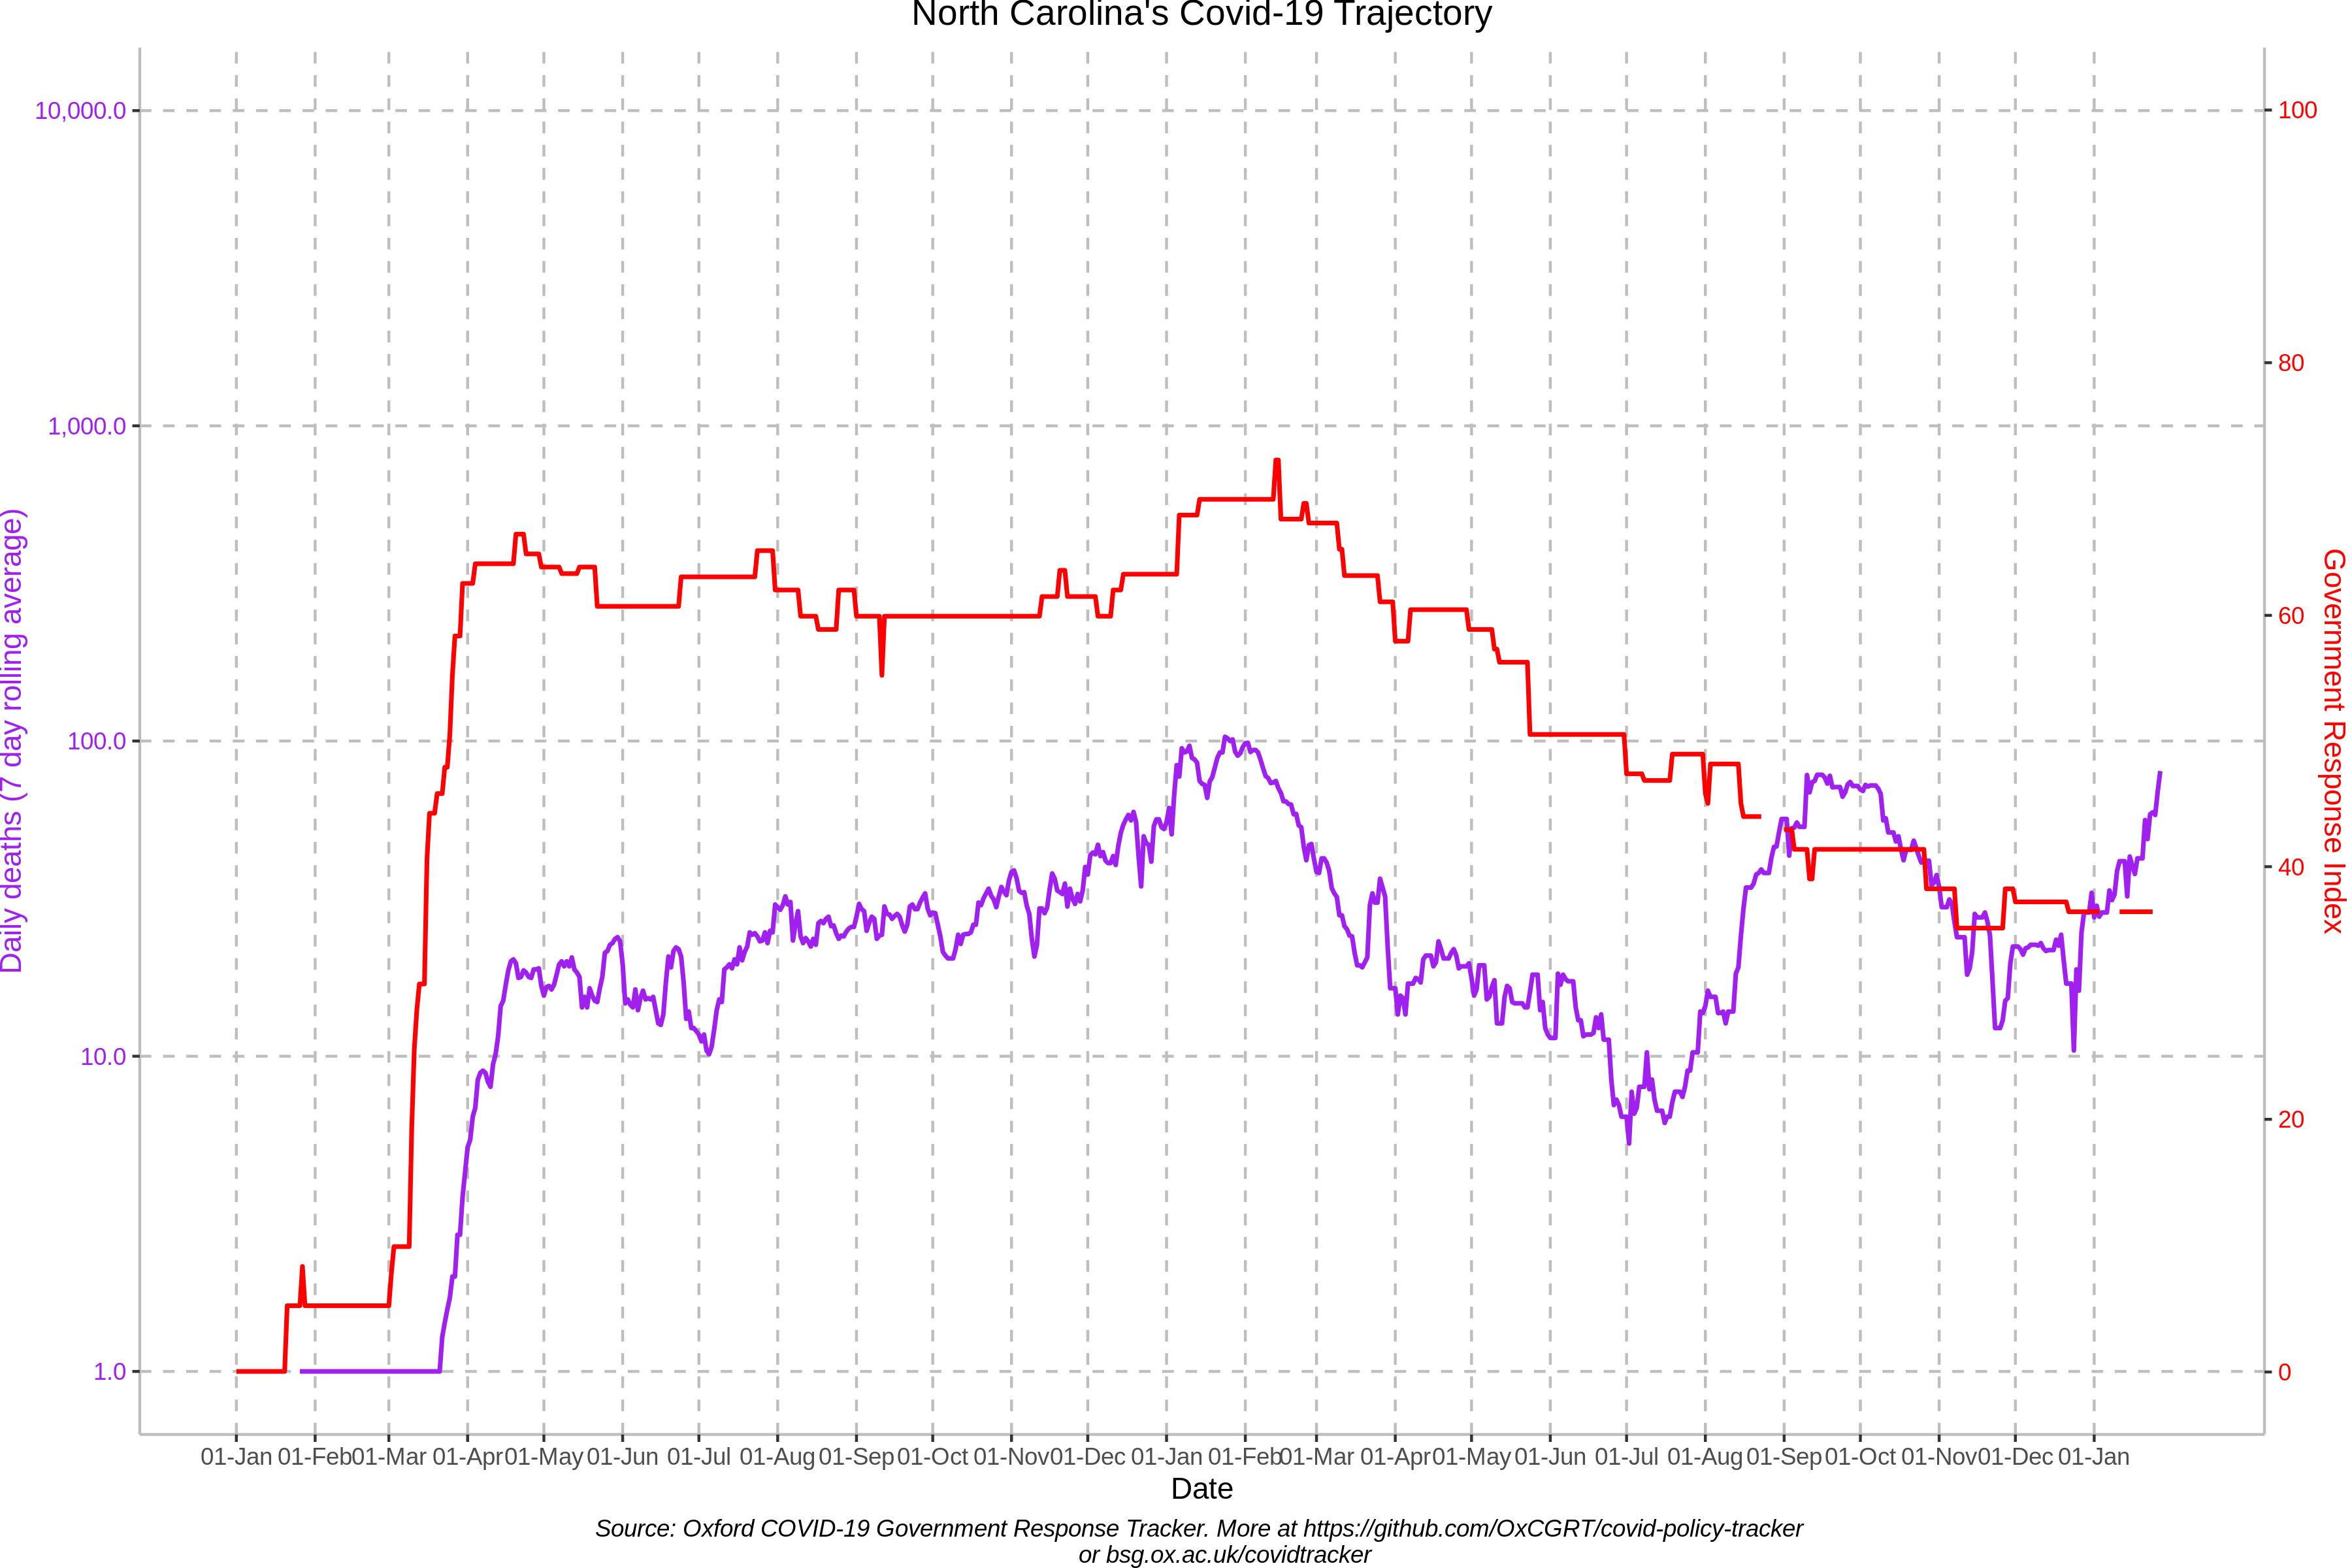 North Carolina's Covid-19 Trajectory
10,000.0
1,000.0
100.0
10.0
1.0
Daily deaths (7 day rolling average)
100
80
60
40
20
0
Government Response Index
01-Jan 01-Feb 01-Mar 01-Apr 01-May 01-Jun 01-Jul 01-Aug 01-Sep 01-Oct 01-Nov 01-Dec 01-Jan 01-Feb 01-Mar 01-Apr 01-May 01-Jun 01-Jul 01-Aug 01-Sep 01-Oct 01-Nov 01-Dec 01-Jan
Date
Source: Oxford COVID-19 Government Response Tracker. More at https://github.com/OxCGRT/covid-policy-tracker
or bsg.ox.ac.uk/covidtracker